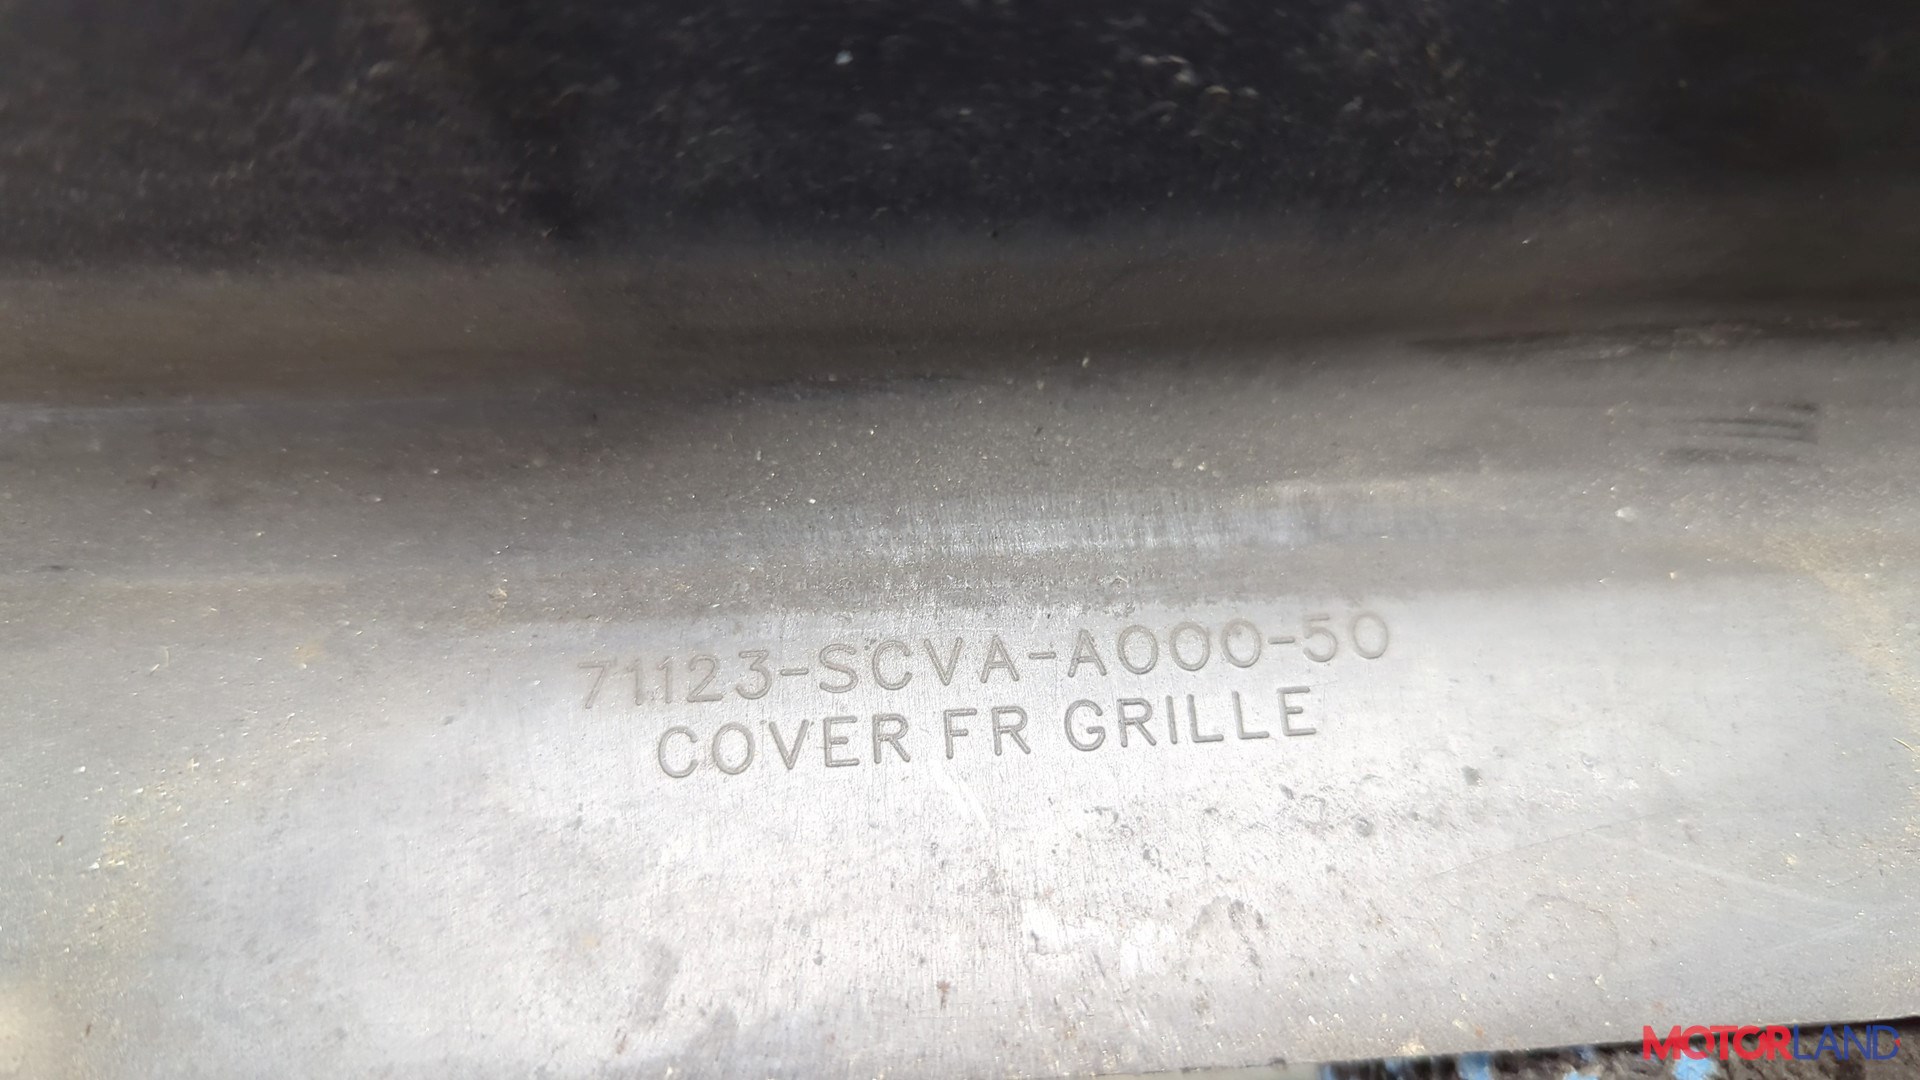 71123-SCVA-A000-50
COVER FR GRILLE
MOTORLAND